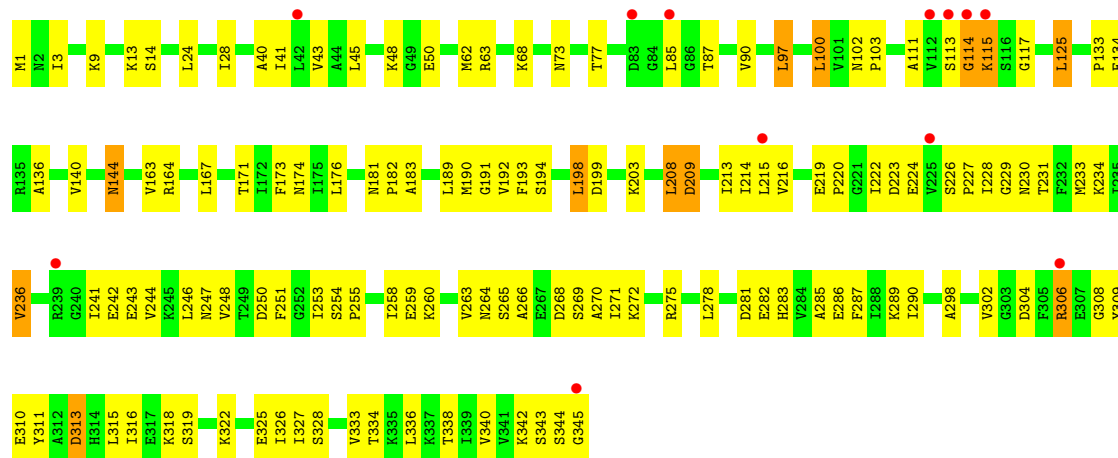 M1 N2 I3 K9 K13 S14 L24 I28 A40 I41 L42 V43 A44 L45 K48 G49 E50 M62 R63 K68 N73 T77 D83 G84 L85 G86 T87 V90 L97 L100 V101 N102 P103 A111 V112 S113 G114 K115 S116 G117 L125 P133
R135 A136 V140 N144 V163 R164 L167 T171 I172 F173 N174 I175 L176 N181 P182 A183 L189 M190 G191 V192 F193 S194 L198 D199 K203 L208 D209 I213 I214 L215 V216 E219 P220 G221 I222 D223 E224 V225 S226 P227 I228 G229 N230 T231 F232 M233 K234
V236 R239 G240 I241 E242 E243 V244 K245 L246 N247 V248 T249 D250 F251 G252 I253 S254 P255 I258 E259 K260 V263 N264 S265 A266 E267 D268 S269 A270 I271 K272 R275 L278 D281 E282 H283 V284 A285 E286 F287 I288 K289 I290 A298 V302 G303 D304 F305 R306 E307 G308
E310 Y311 A312 D313 H314 L315 I316 E317 K318 S319 K322 E325 I326 I327 S328 V333 T334 K335 L336 K337 T338 I339 V340 V341 K342 S343 S344 G345